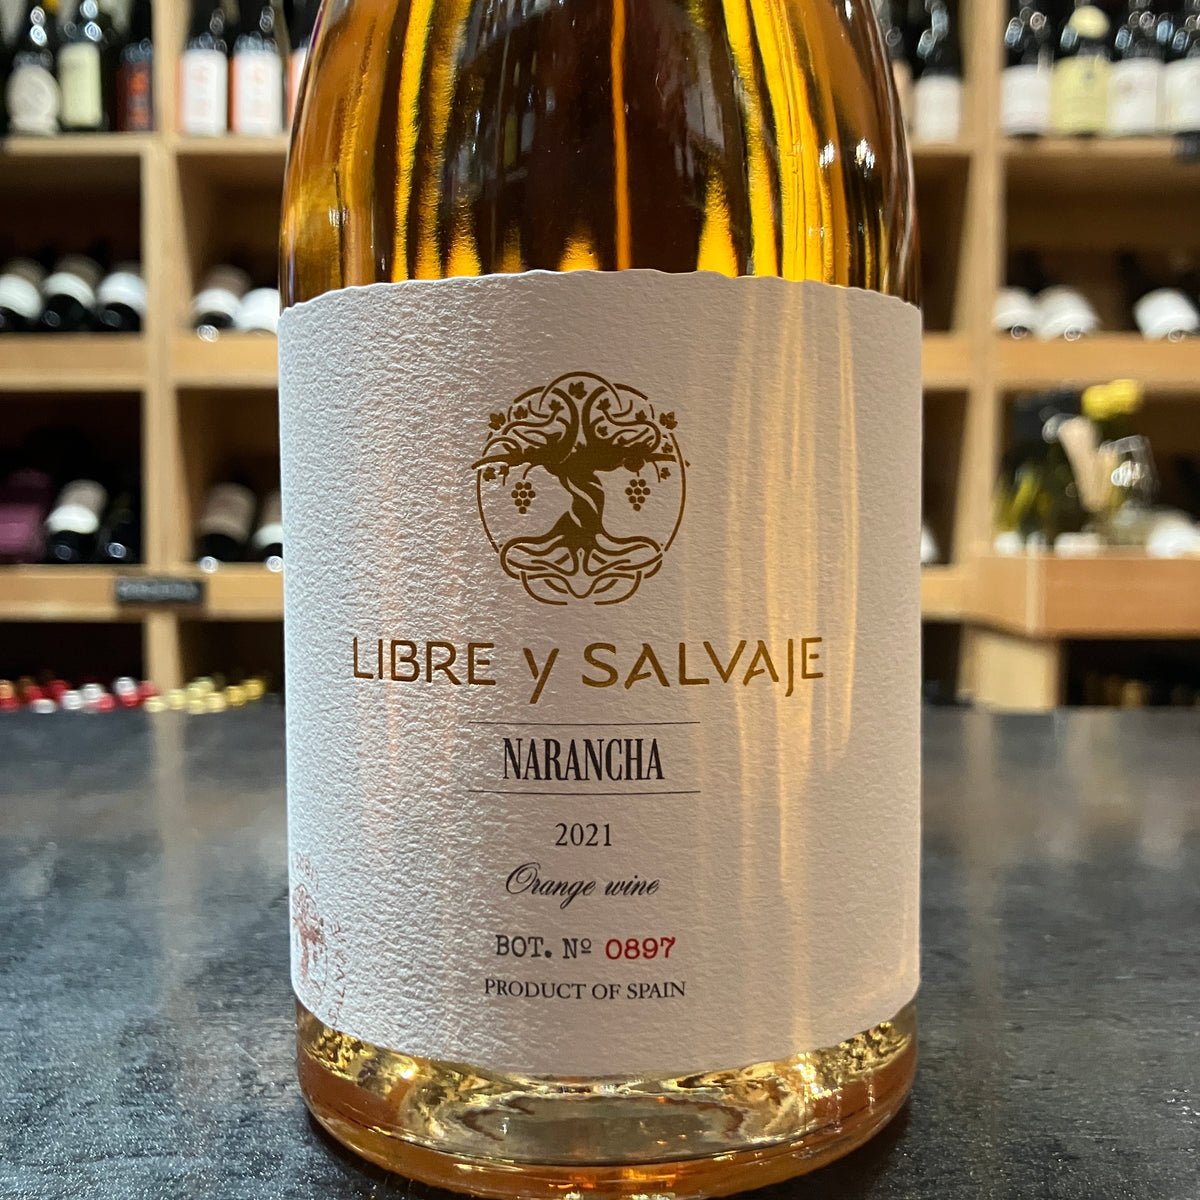 LIBRE y SALVAJE
NARANCHA
2021
Orange wine
BOT. Nº 0897
PRODUCT OF SPAIN